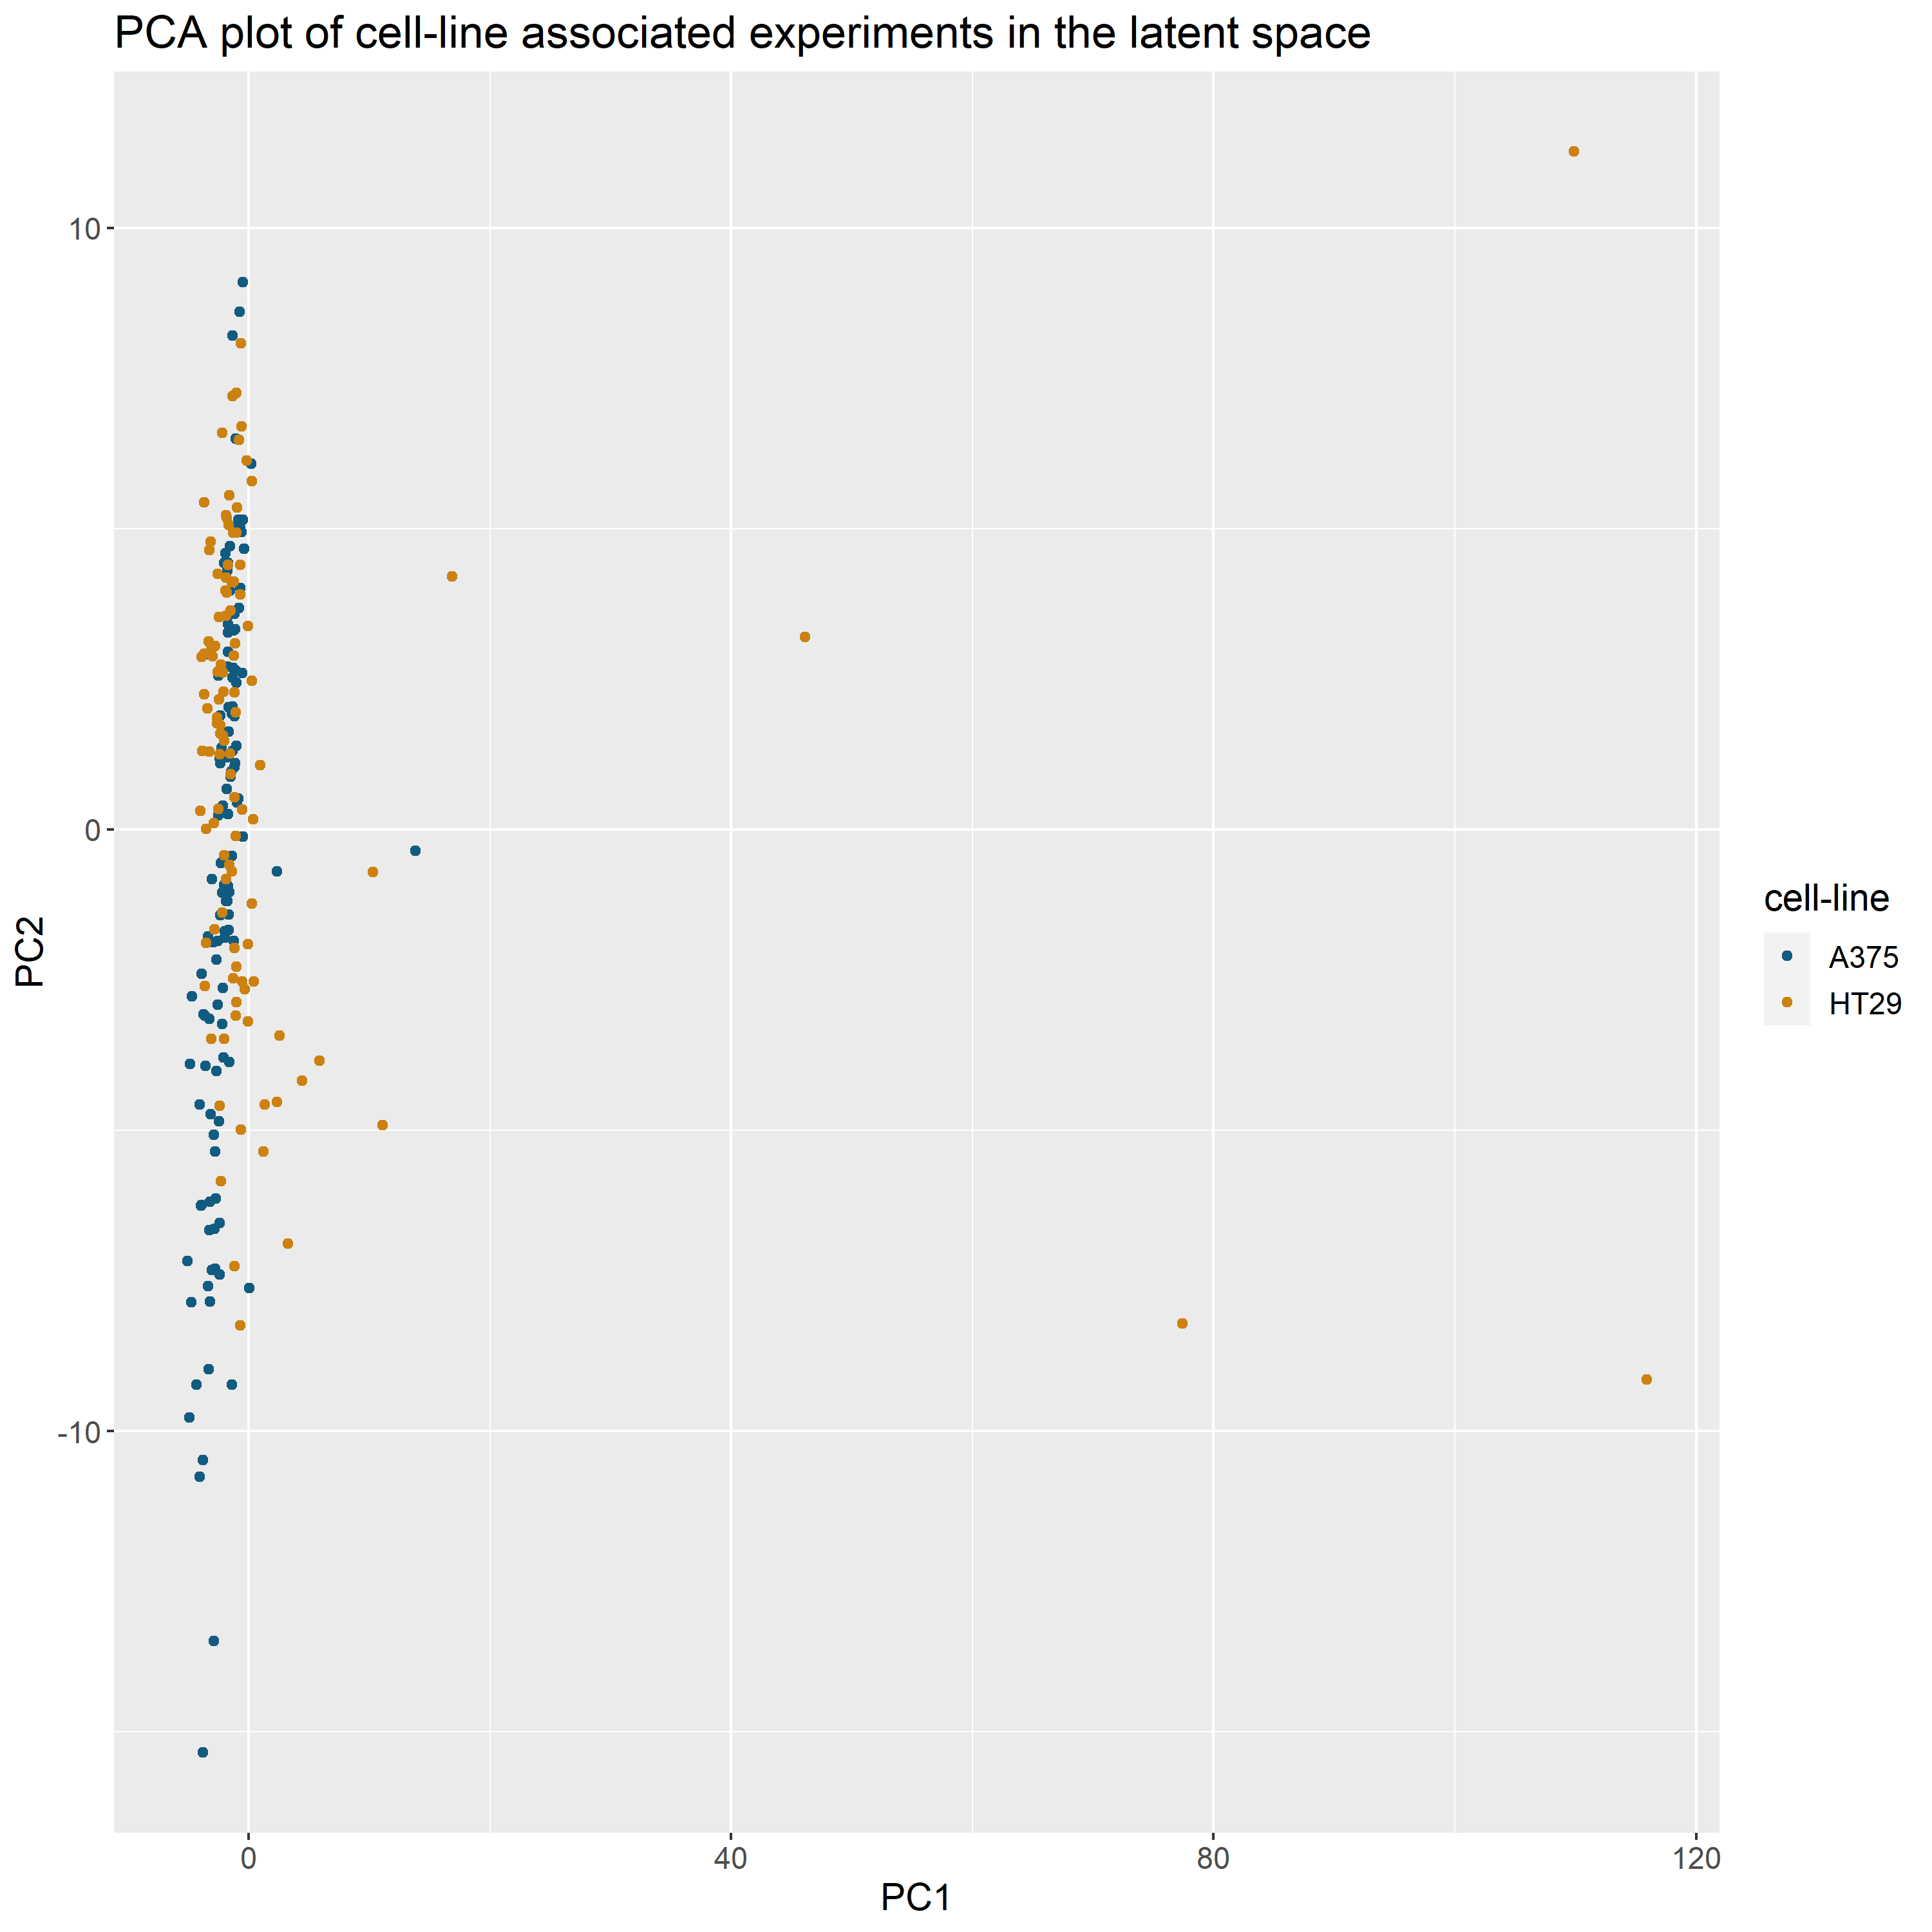 PCA plot of cell-line associated experiments in the latent space
10
0
-10
PC2
0
40
80
120
PC1
cell-line
A375
HT29